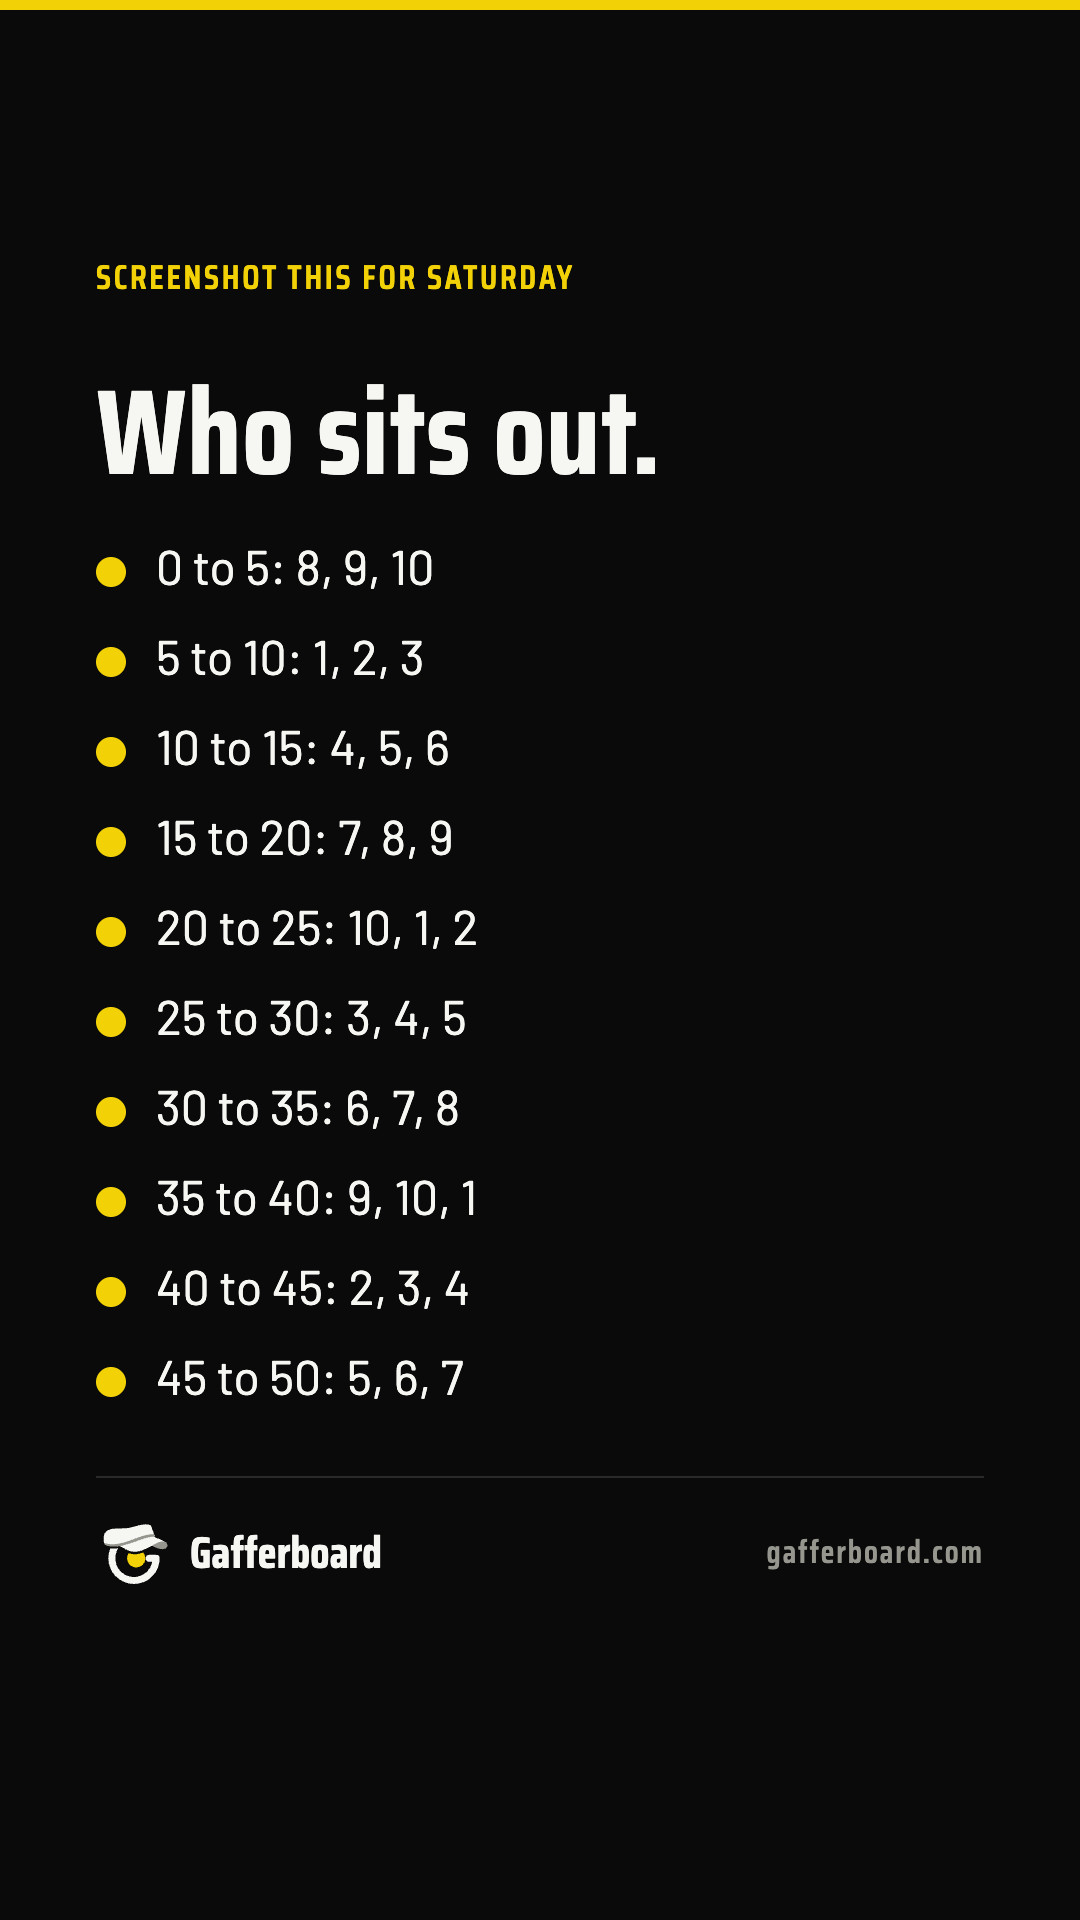 SCREENSHOT THIS FOR SATURDAY
Who sits out.
0 to 5: 8, 9, 10
5 to 10: 1, 2, 3
10 to 15: 4, 5, 6
15 to 20: 7, 8, 9
20 to 25: 10, 1, 2
25 to 30: 3, 4, 5
30 to 35: 6, 7, 8
35 to 40: 9, 10, 1
40 to 45: 2, 3, 4
45 to 50: 5, 6, 7
Gafferboard
gafferboard.com